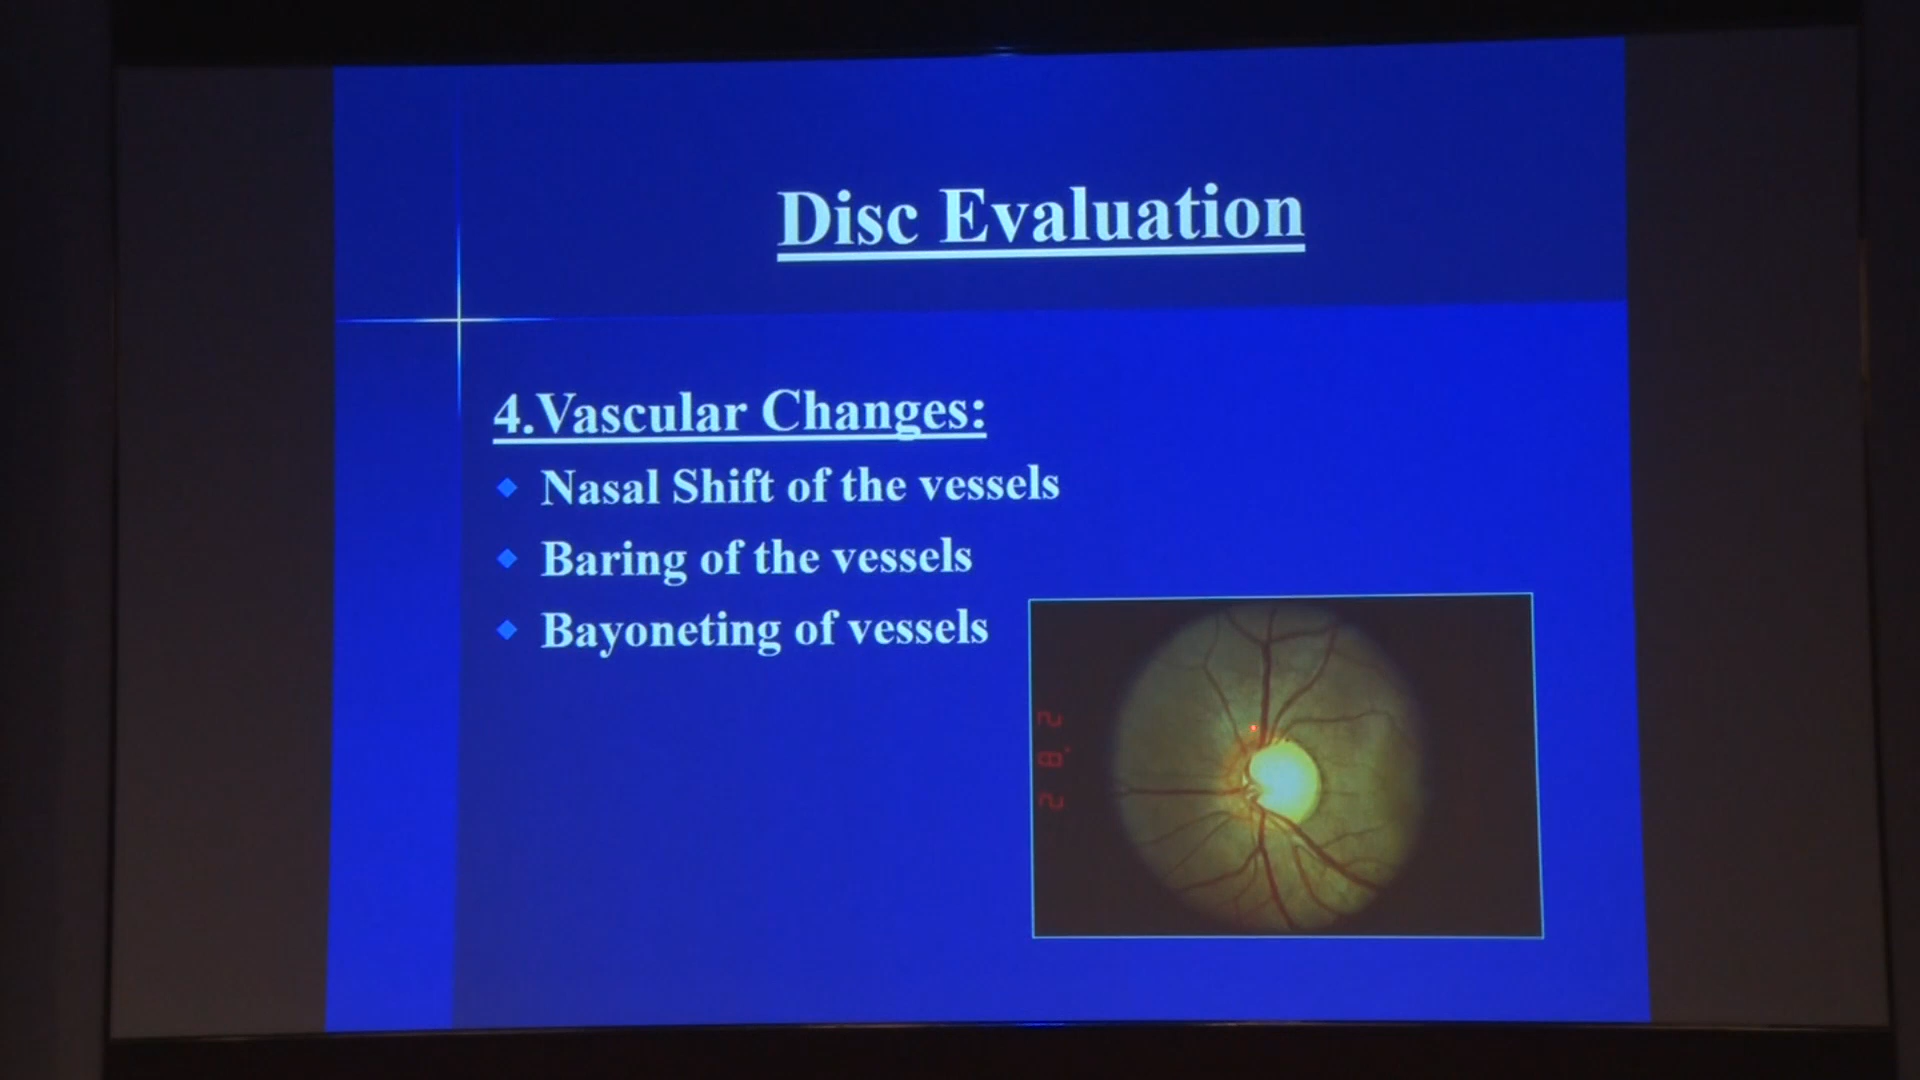 Disc Evaluation
4.Vascular Changes:
Nasal Shift of the vessels
Baring of the vessels
Bayoneting of vessels